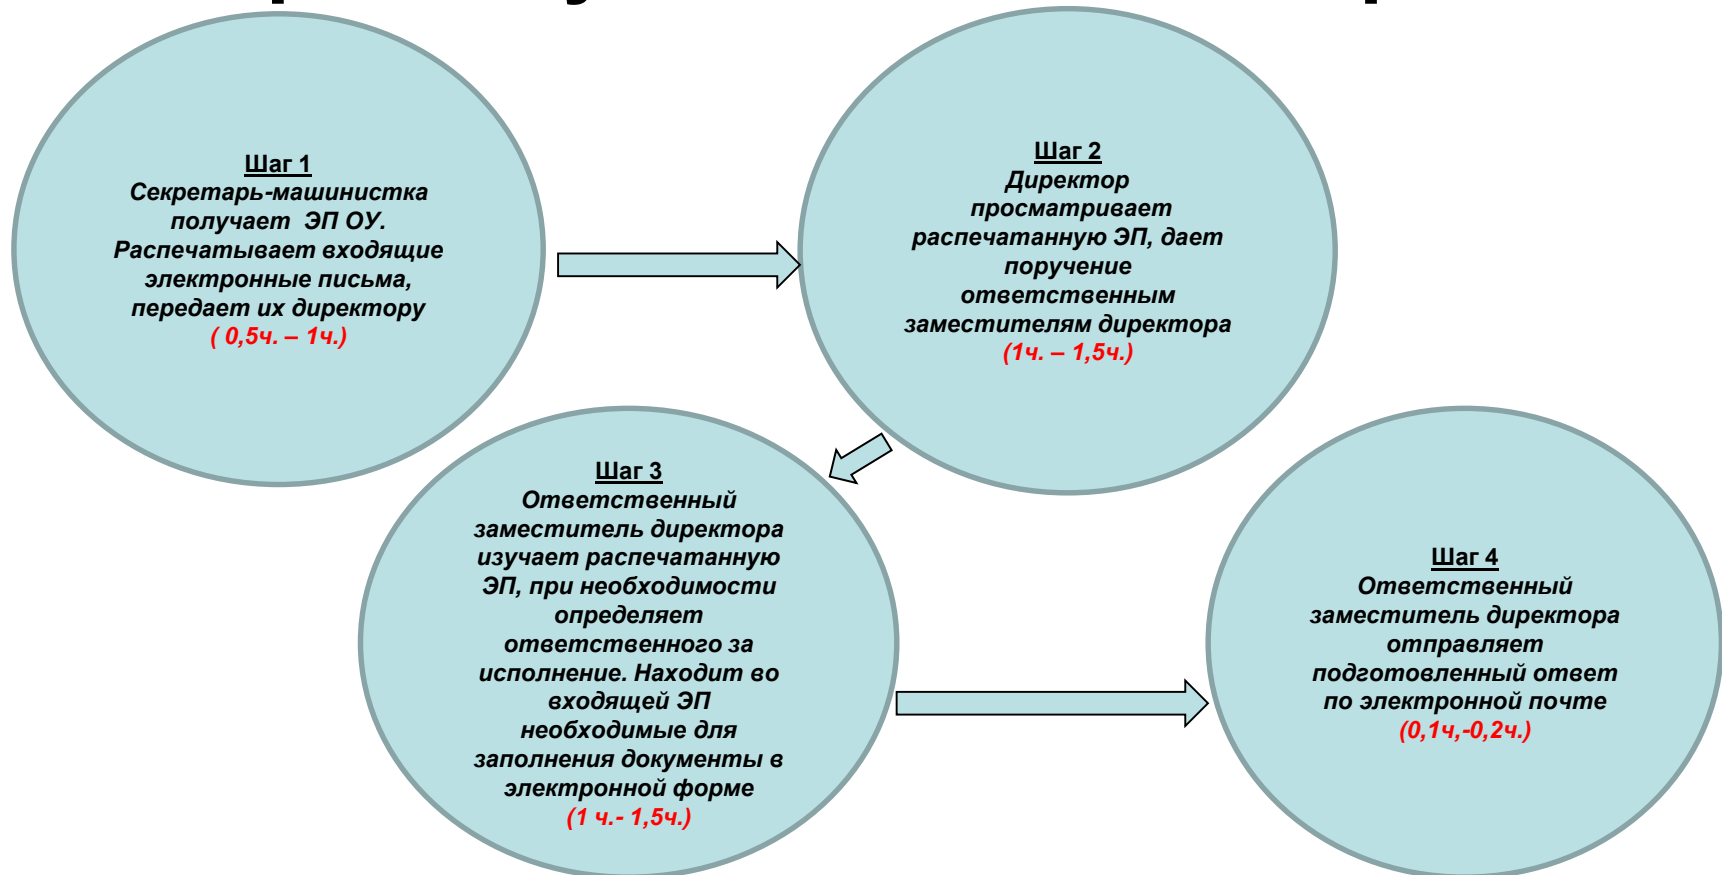 Шаг 1
Секретарь-машинистка
получает ЭП ОУ.
Распечатывает входящие
электронные письма,
передает их директору
( 0,5ч. – 1ч.)
Шаг 2
Директор
просматривает
распечатанную ЭП, дает
поручение
ответственным
заместителям директора
(1ч. – 1,5ч.)
Шаг 3
Ответственный
заместитель директора
изучает распечатанную
ЭП, при необходимости
определяет
ответственного за
исполнение. Находит во
входящей ЭП
необходимые для
заполнения документы в
электронной форме
(1 ч.- 1,5ч.)
Шаг 4
Ответственный
заместитель директора
отправляет
подготовленный ответ
по электронной почте
(0,1ч,-0,2ч.)